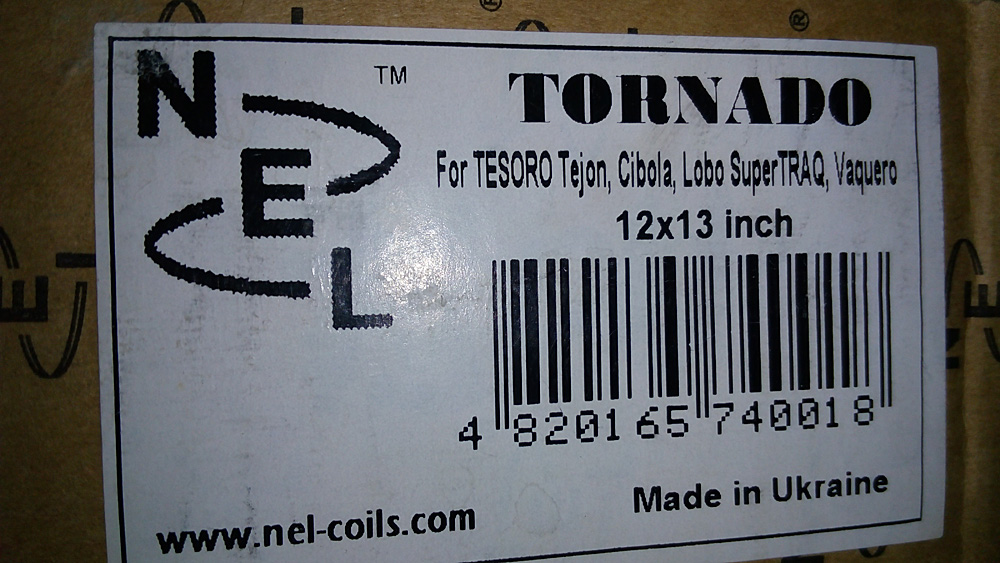 NEL
TM
TORNADO
For TESORO Tejon, Cibola, Lobo SuperTRAQ, Vaquero
12x13 inch
4 820165 740018
Made in Ukraine
www.nel-coils.com